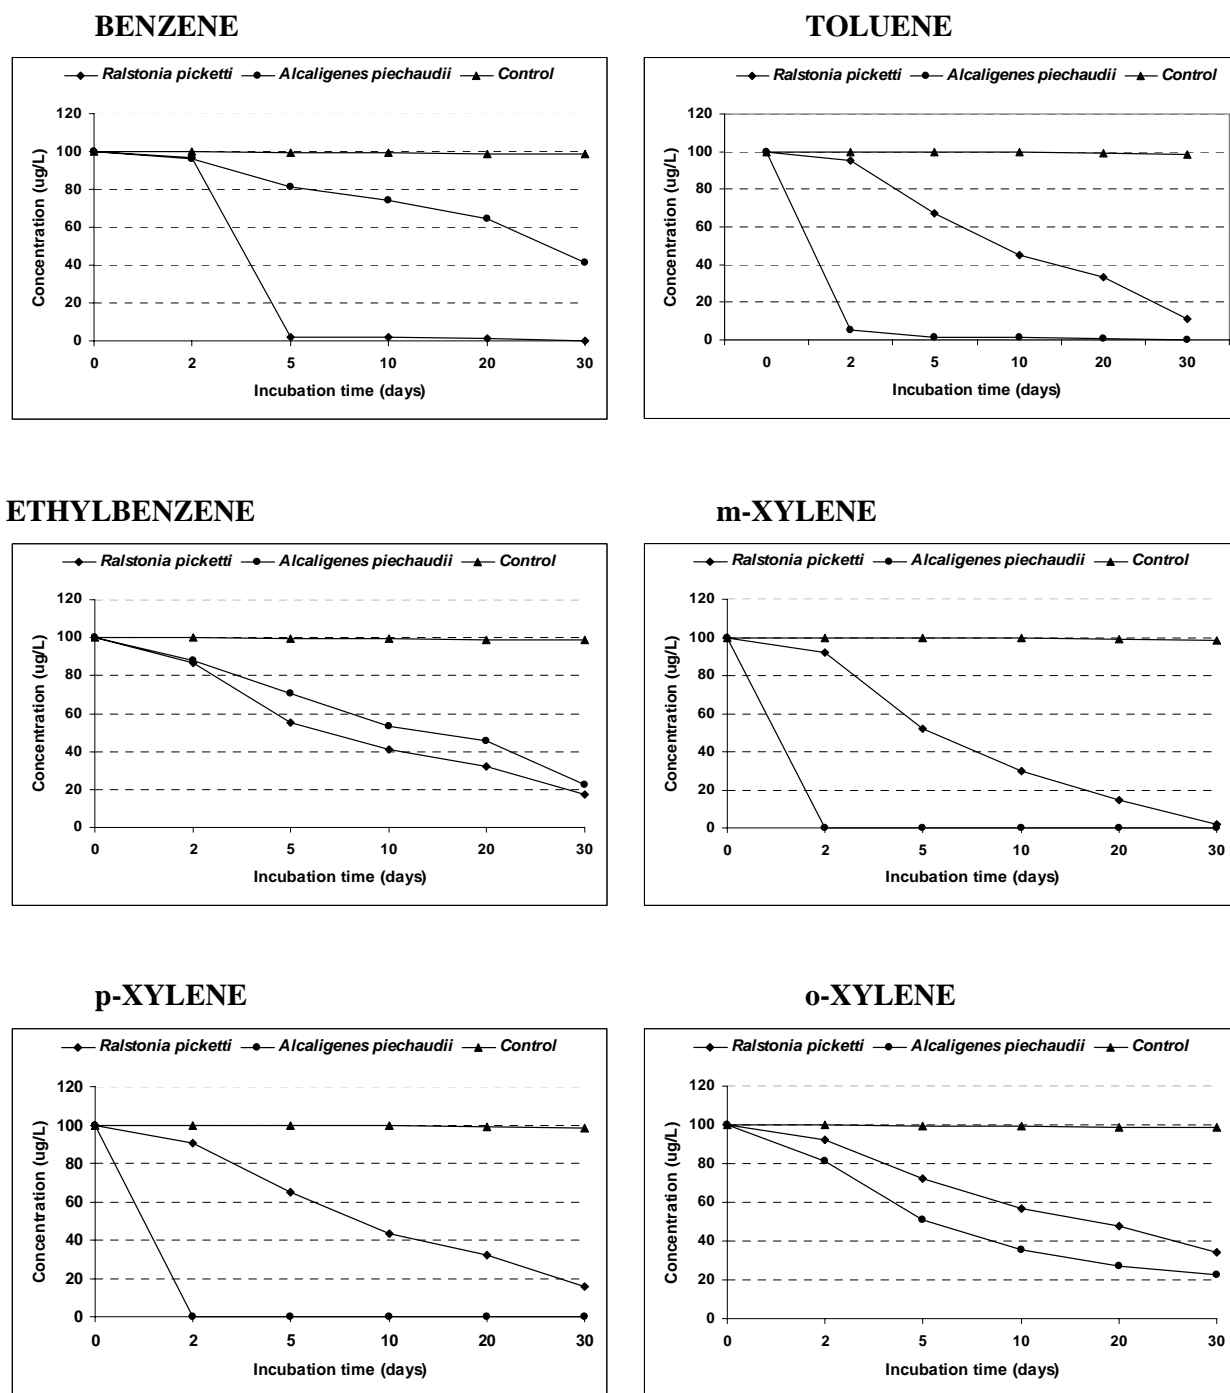 BENZENE
Ralstonia picketti Alcaligenes piechaudii Control
120
100
80
60
40
20
0
Concentration (ug/L)
0 2 5 10 20 30
Incubation time (days)
TOLUENE
Ralstonia picketti Alcaligenes piechaudii Control
120
100
80
60
40
20
0
Concentration (ug/L)
0 2 5 10 20 30
Incubation time (days)
ETHYLBENZENE
Ralstonia picketti Alcaligenes piechaudii Control
120
100
80
60
40
20
0
Concentration (ug/L)
0 2 5 10 20 30
Incubation time (days)
m-XYLENE
Ralstonia picketti Alcaligenes piechaudii Control
120
100
80
60
40
20
0
Concentration (ug/L)
0 2 5 10 20 30
Incubation time (days)
p-XYLENE
Ralstonia picketti Alcaligenes piechaudii Control
120
100
80
60
40
20
0
Concentration (ug/L)
0 2 5 10 20 30
Incubation time (days)
o-XYLENE
Ralstonia picketti Alcaligenes piechaudii Control
120
100
80
60
40
20
0
Concentration (ug/L)
0 2 5 10 20 30
Incubation time (days)